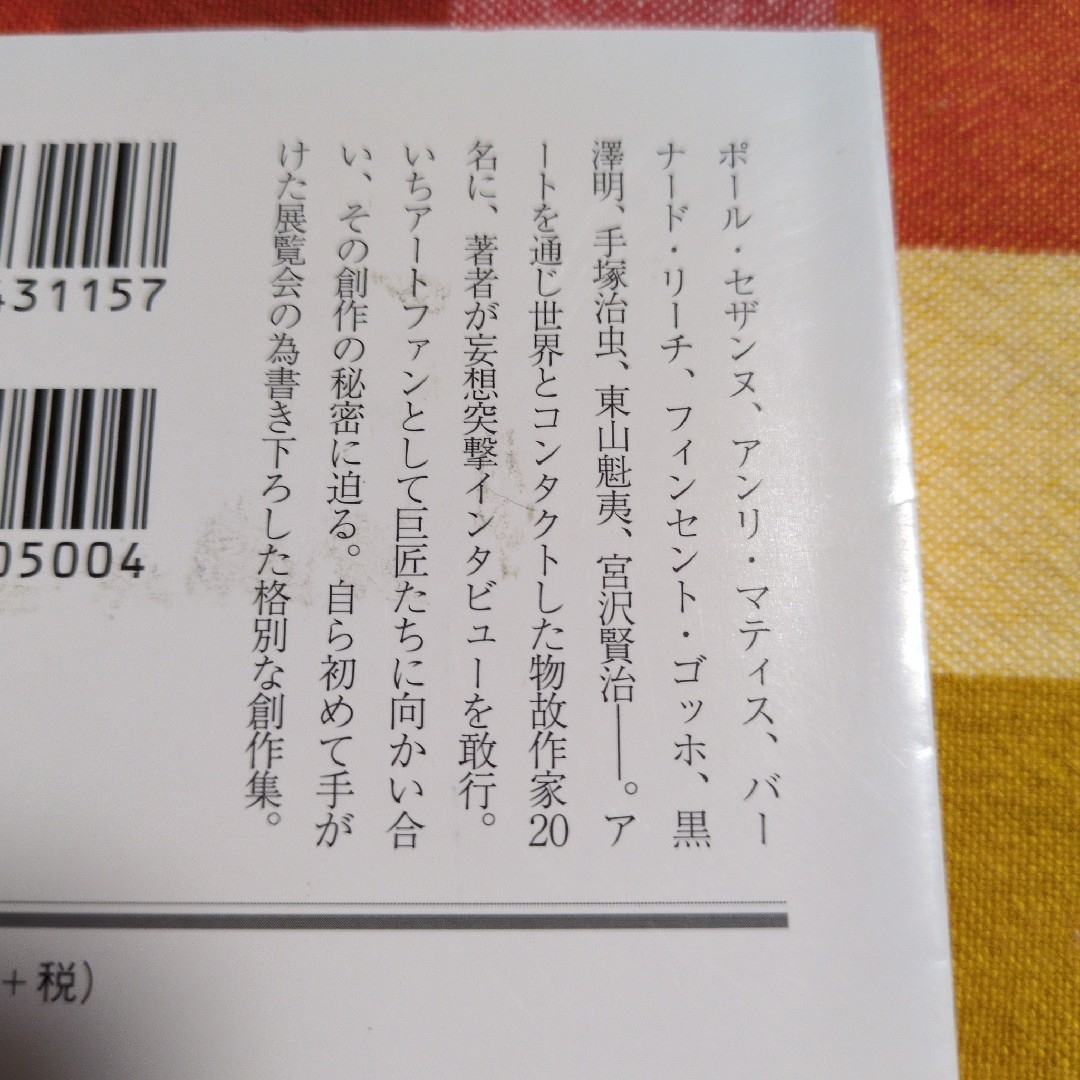 ポール・セザンヌ、アンリ・マティス、バー
ナード・リーチ、フィンセント・ゴッホ、黒
澤明、手塚治虫、東山魁夷、宮沢賢治――。ア
ートを通じ世界とコンタクトした物故作家20
名に、著者が妄想突撃インタビューを敢行。
いちアートファンとして巨匠たちに向かい合
い、その創作の秘密に迫る。自ら初めて手が
けた展覧会の為書き下ろした格別な創作集。
431157
05004
+税)